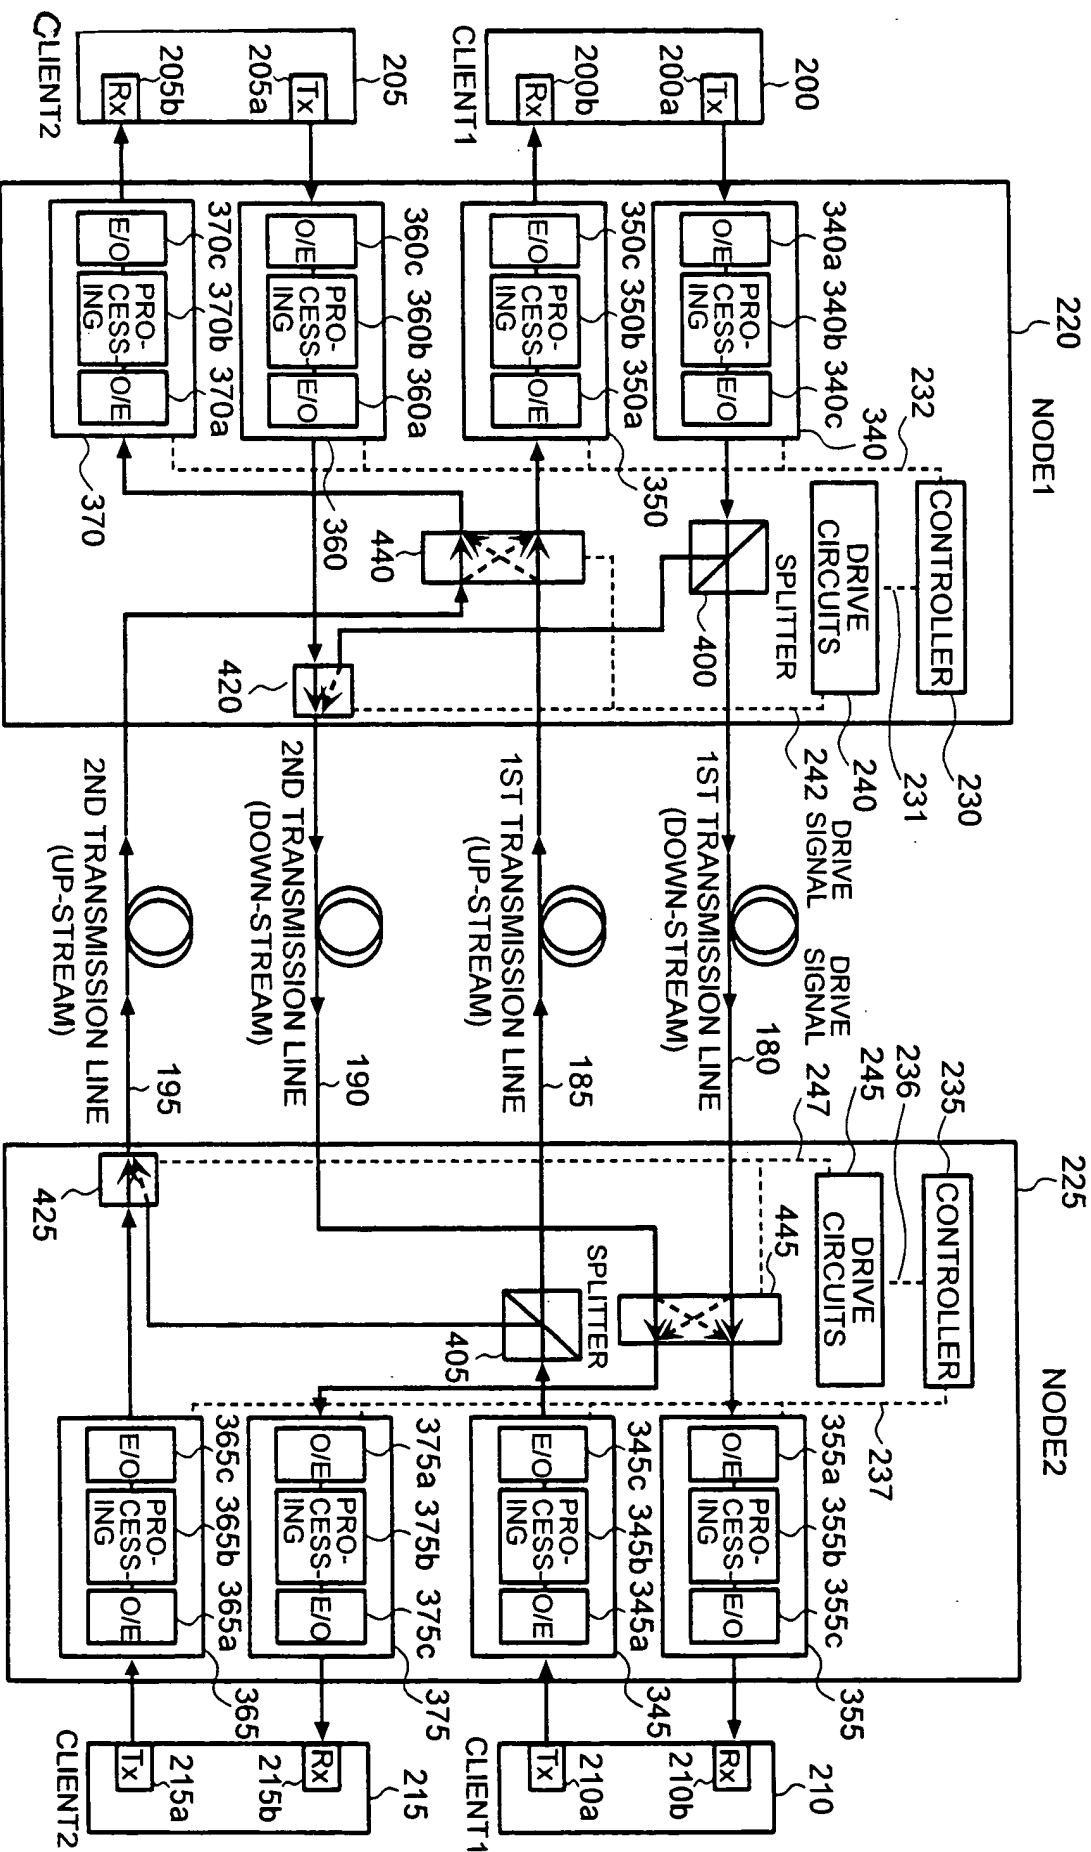 220
NODE1
225
NODE2
CONTROLLER
230
231
232
DRIVE
CIRCUITS
240
242
DRIVE
SIGNAL
CONTROLLER
235
236
237
DRIVE
CIRCUITS
245
247
DRIVE
SIGNAL
200
Tx
200a
Rx
200b
CLIENT1
340a
340b
340c
O/E
PRO-
CESS-
ING
E/O
340
SPLITTER
400
1ST TRANSMISSION LINE
(DOWN-STREAM)
180
445
355a
355b
355c
O/E
PRO-
CESS-
ING
E/O
355
210
Rx
210b
Tx
210a
CLIENT1
350c
350b
350a
E/O
PRO-
CESS-
ING
O/E
350
440
1ST TRANSMISSION LINE
(UP-STREAM)
185
SPLITTER
405
345c
345b
345a
E/O
PRO-
CESS-
ING
O/E
345
205
Tx
205a
Rx
205b
CLIENT2
360c
360b
360a
O/E
PRO-
CESS-
ING
E/O
360
420
2ND TRANSMISSION LINE
(DOWN-STREAM)
190
375a
375b
375c
O/E
PRO-
CESS-
ING
E/O
375
215
Rx
215b
Tx
215a
CLIENT2
370c
370b
370a
E/O
PRO-
CESS-
ING
O/E
370
2ND TRANSMISSION LINE
(UP-STREAM)
195
425
365c
365b
365a
E/O
PRO-
CESS-
ING
O/E
365